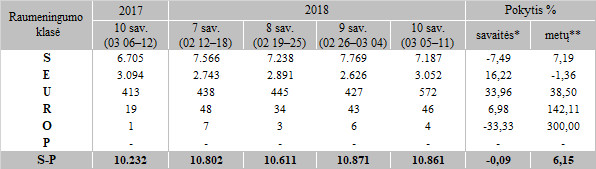 Raumeningumo klasė 2017 2018 Pokytis %
10 sav. (03 06–12) 7 sav. (02 12–18) 8 sav. (02 19–25) 9 sav. (02 26–03 04) 10 sav. (03 05–11) savaitės* metų**
S 6.705 7.566 7.238 7.769 7.187 -7,49 7,19
E 3.094 2.743 2.891 2.626 3.052 16,22 -1,36
U 413 438 445 427 572 33,96 38,50
R 19 48 34 43 46 6,98 142,11
O 1 7 3 6 4 -33,33 300,00
P - - - - - - -
S-P 10.232 10.802 10.611 10.871 10.861 -0,09 6,15